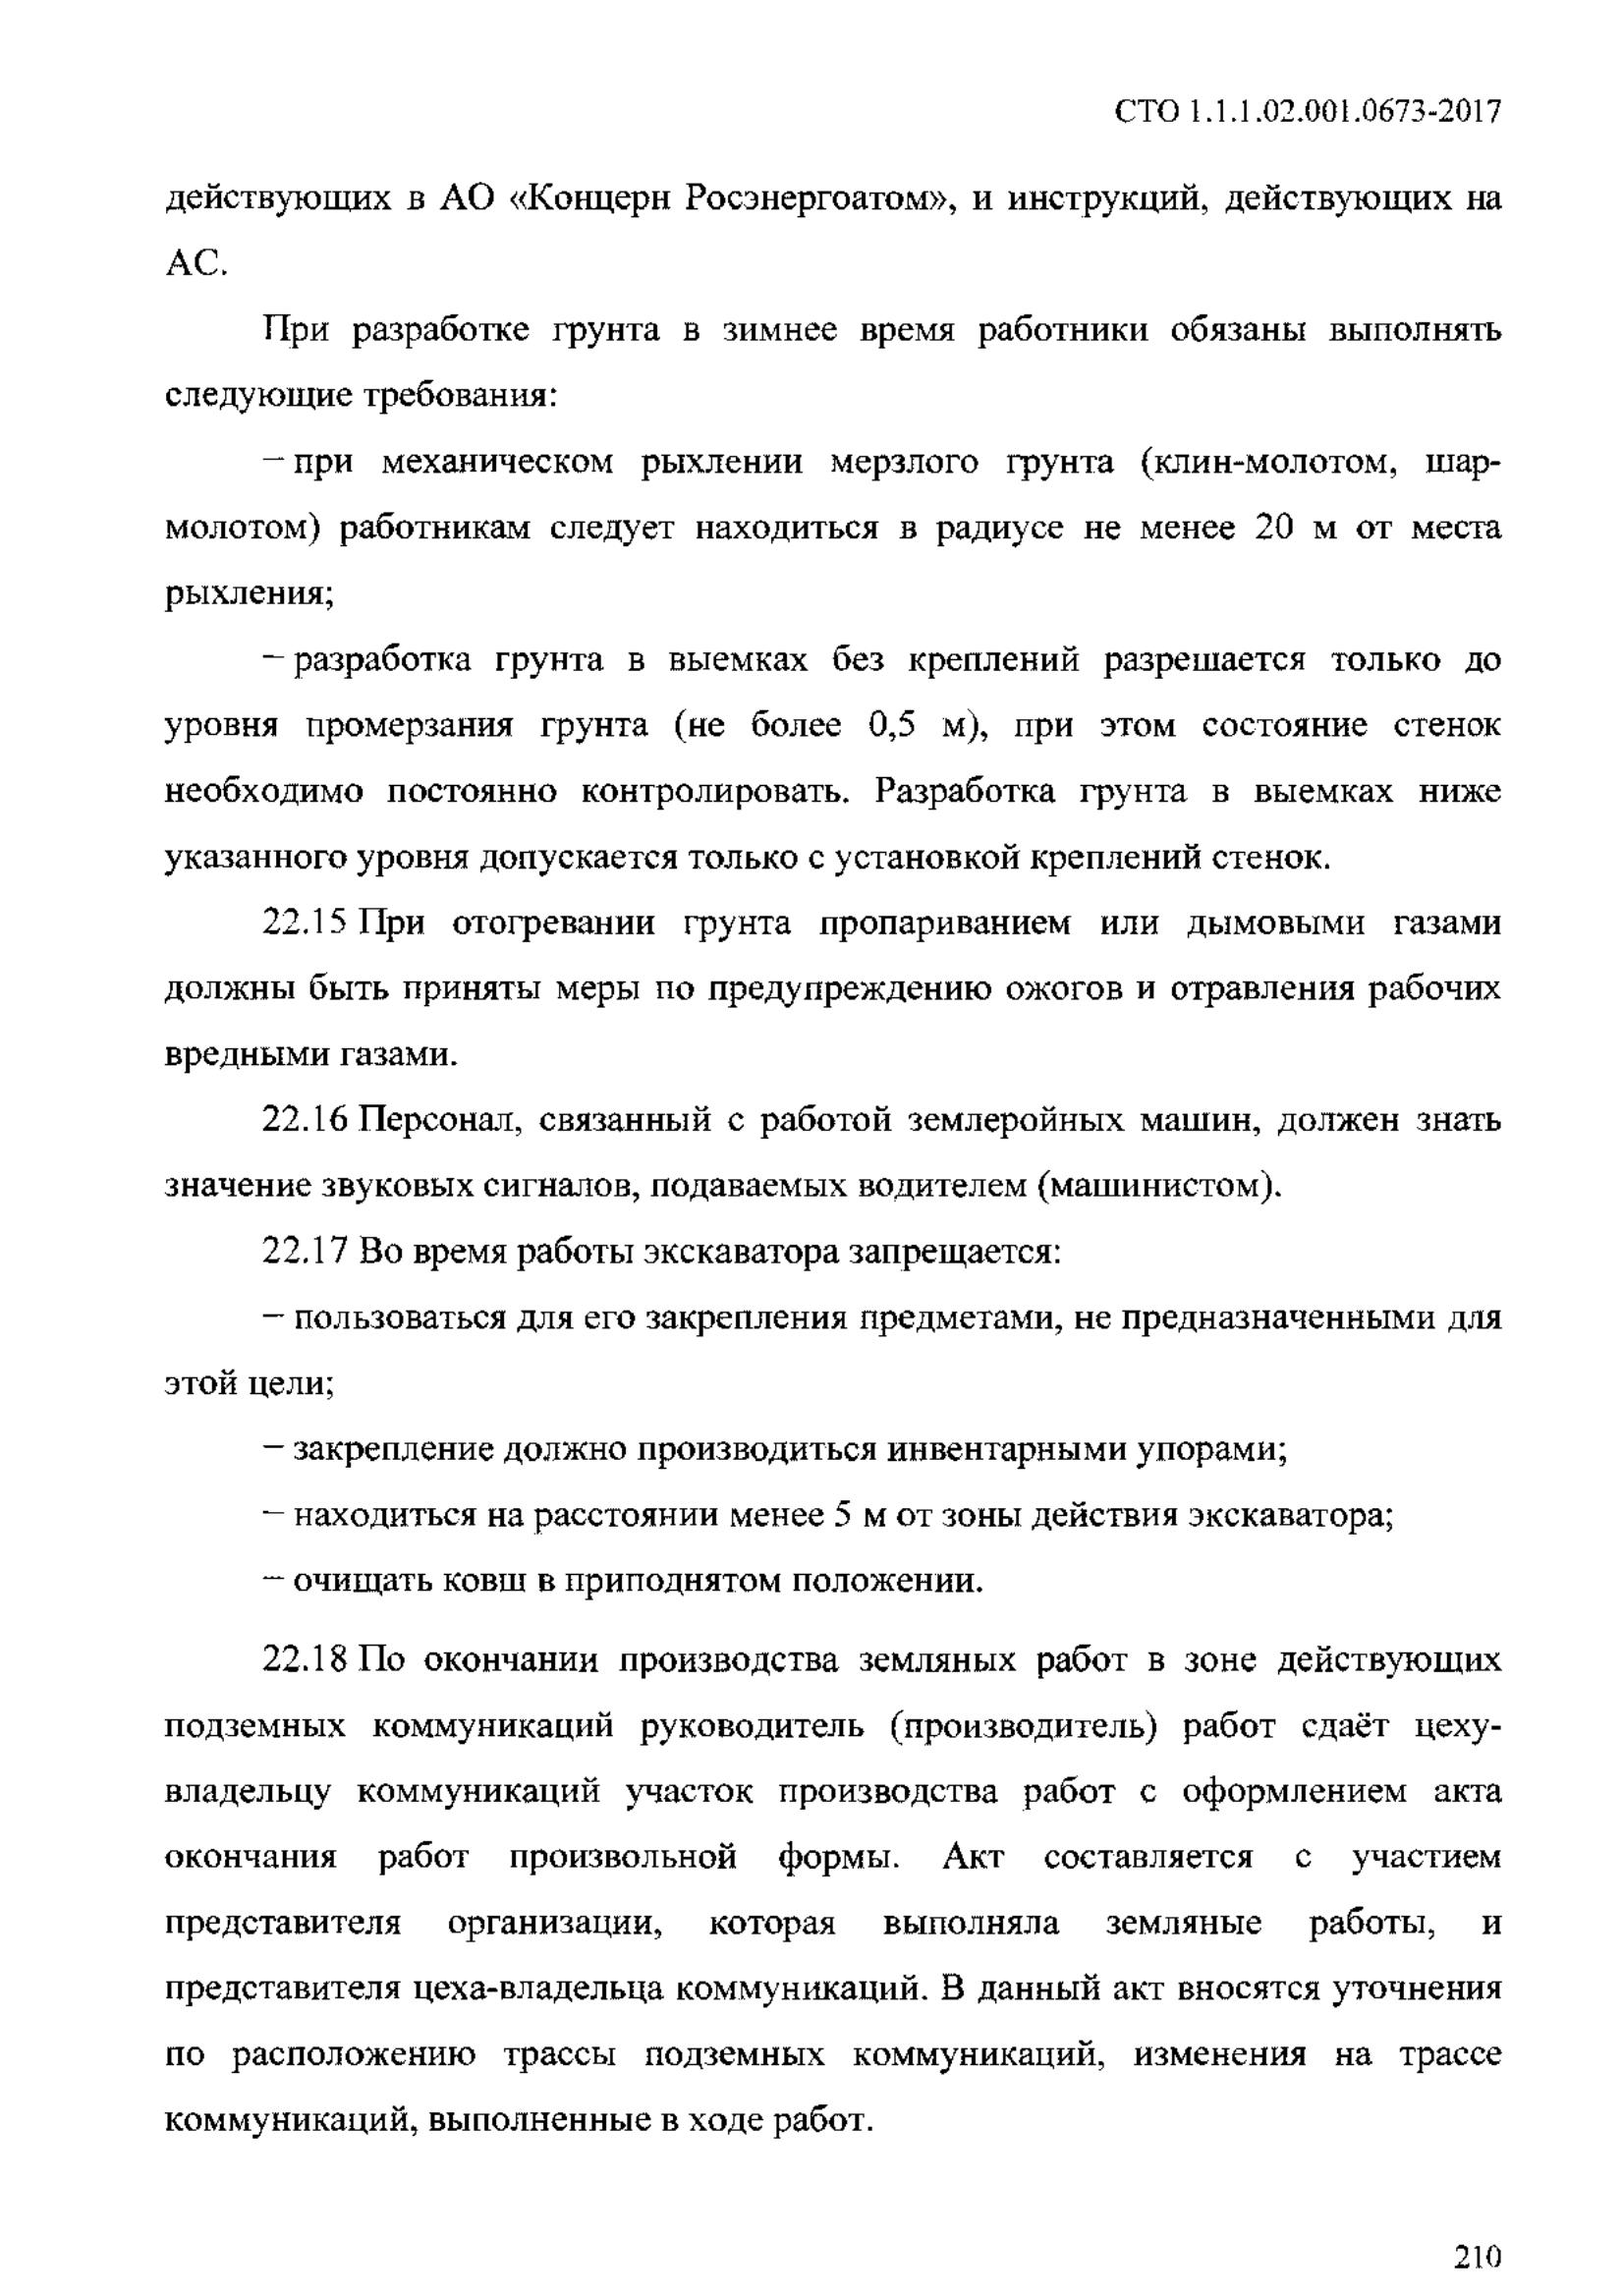 СТО 1.1.1.02.001.0673-2017
действующих в АО «Концерн Росэнергоатом», и инструкций, действующих на
АС.
При разработке грунта в зимнее время работники обязаны выполнять
следующие требования:
– при механическом рыхлении мерзлого грунта (клин-молотом, шар-
молотом) работникам следует находиться в радиусе не менее 20 м от места
рыхления;
– разработка грунта в выемках без креплений разрешается только до
уровня промерзания грунта (не более 0,5 м), при этом состояние стенок
необходимо постоянно контролировать. Разработка грунта в выемках ниже
указанного уровня допускается только с установкой креплений стенок.
22.15 При отогревании грунта пропариванием или дымовыми газами
должны быть приняты меры по предупреждению ожогов и отравления рабочих
вредными газами.
22.16 Персонал, связанный с работой землеройных машин, должен знать
значение звуковых сигналов, подаваемых водителем (машинистом).
22.17 Во время работы экскаватора запрещается:
– пользоваться для его закрепления предметами, не предназначенными для
этой цели;
– закрепление должно производиться инвентарными упорами;
– находиться на расстоянии менее 5 м от зоны действия экскаватора;
– очищать ковш в приподнятом положении.
22.18 По окончании производства земляных работ в зоне действующих
подземных коммуникаций руководитель (производитель) работ сдаёт цеху-
владельцу коммуникаций участок производства работ с оформлением акта
окончания работ произвольной формы. Акт составляется с участием
представителя организации, которая выполняла земляные работы, и
представителя цеха-владельца коммуникаций. В данный акт вносятся уточнения
по расположению трассы подземных коммуникаций, изменения на трассе
коммуникаций, выполненные в ходе работ.
210